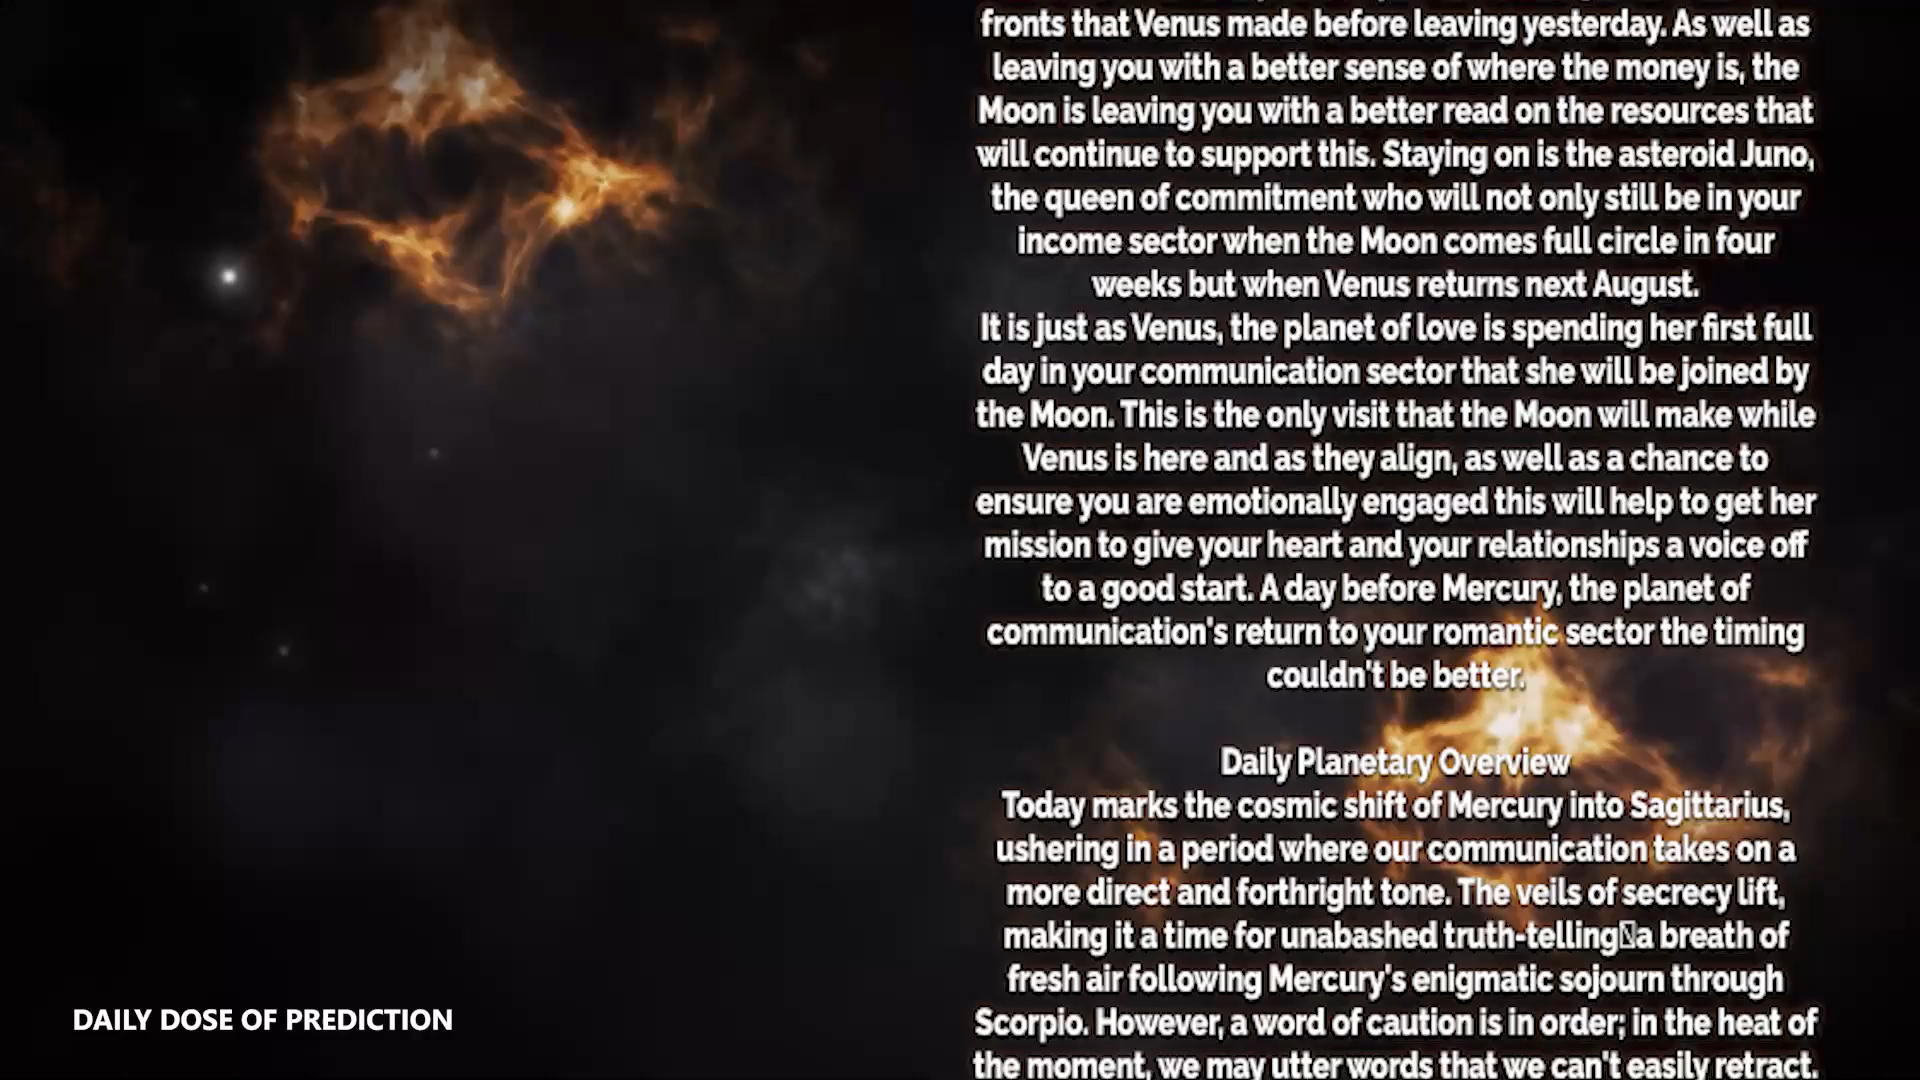 fronts that Venus made before leaving yesterday. As well as
leaving you with a better sense of where the money is, the
Moon is leaving you with a better read on the resources that
will continue to support this. Staying on is the asteroid Juno,
the queen of commitment who will not only still be in your
income sector when the Moon comes full circle in four
weeks but when Venus returns next August.
It is just as Venus, the planet of love is spending her first full
day in your communication sector that she will be joined by
the Moon. This is the only visit that the Moon will make while
Venus is here and as they align, as well as a chance to
ensure you are emotionally engaged this will help to get her
mission to give your heart and your relationships a voice off
to a good start. A day before Mercury, the planet of
communication's return to your romantic sector the timing
couldn't be better.
Daily Planetary Overview
Today marks the cosmic shift of Mercury into Sagittarius,
ushering in a period where our communication takes on a
more direct and forthright tone. The veils of secrecy lift,
making it a time for unabashed truth-telling a breath of
fresh air following Mercury's enigmatic sojourn through
Scorpio. However, a word of caution is in order; in the heat of
the moment, we may utter words that we can't easily retract.
DAILY DOSE OF PREDICTION